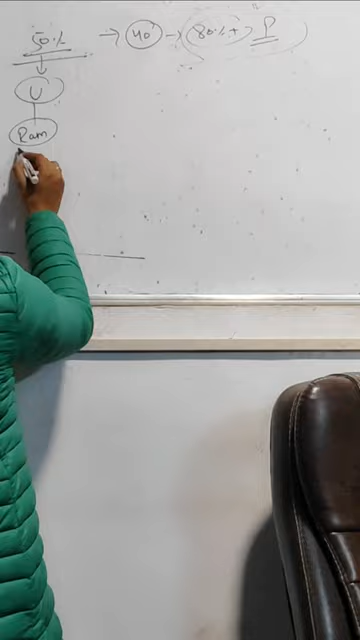 50% → 40 → 80% + > P
U
Ram